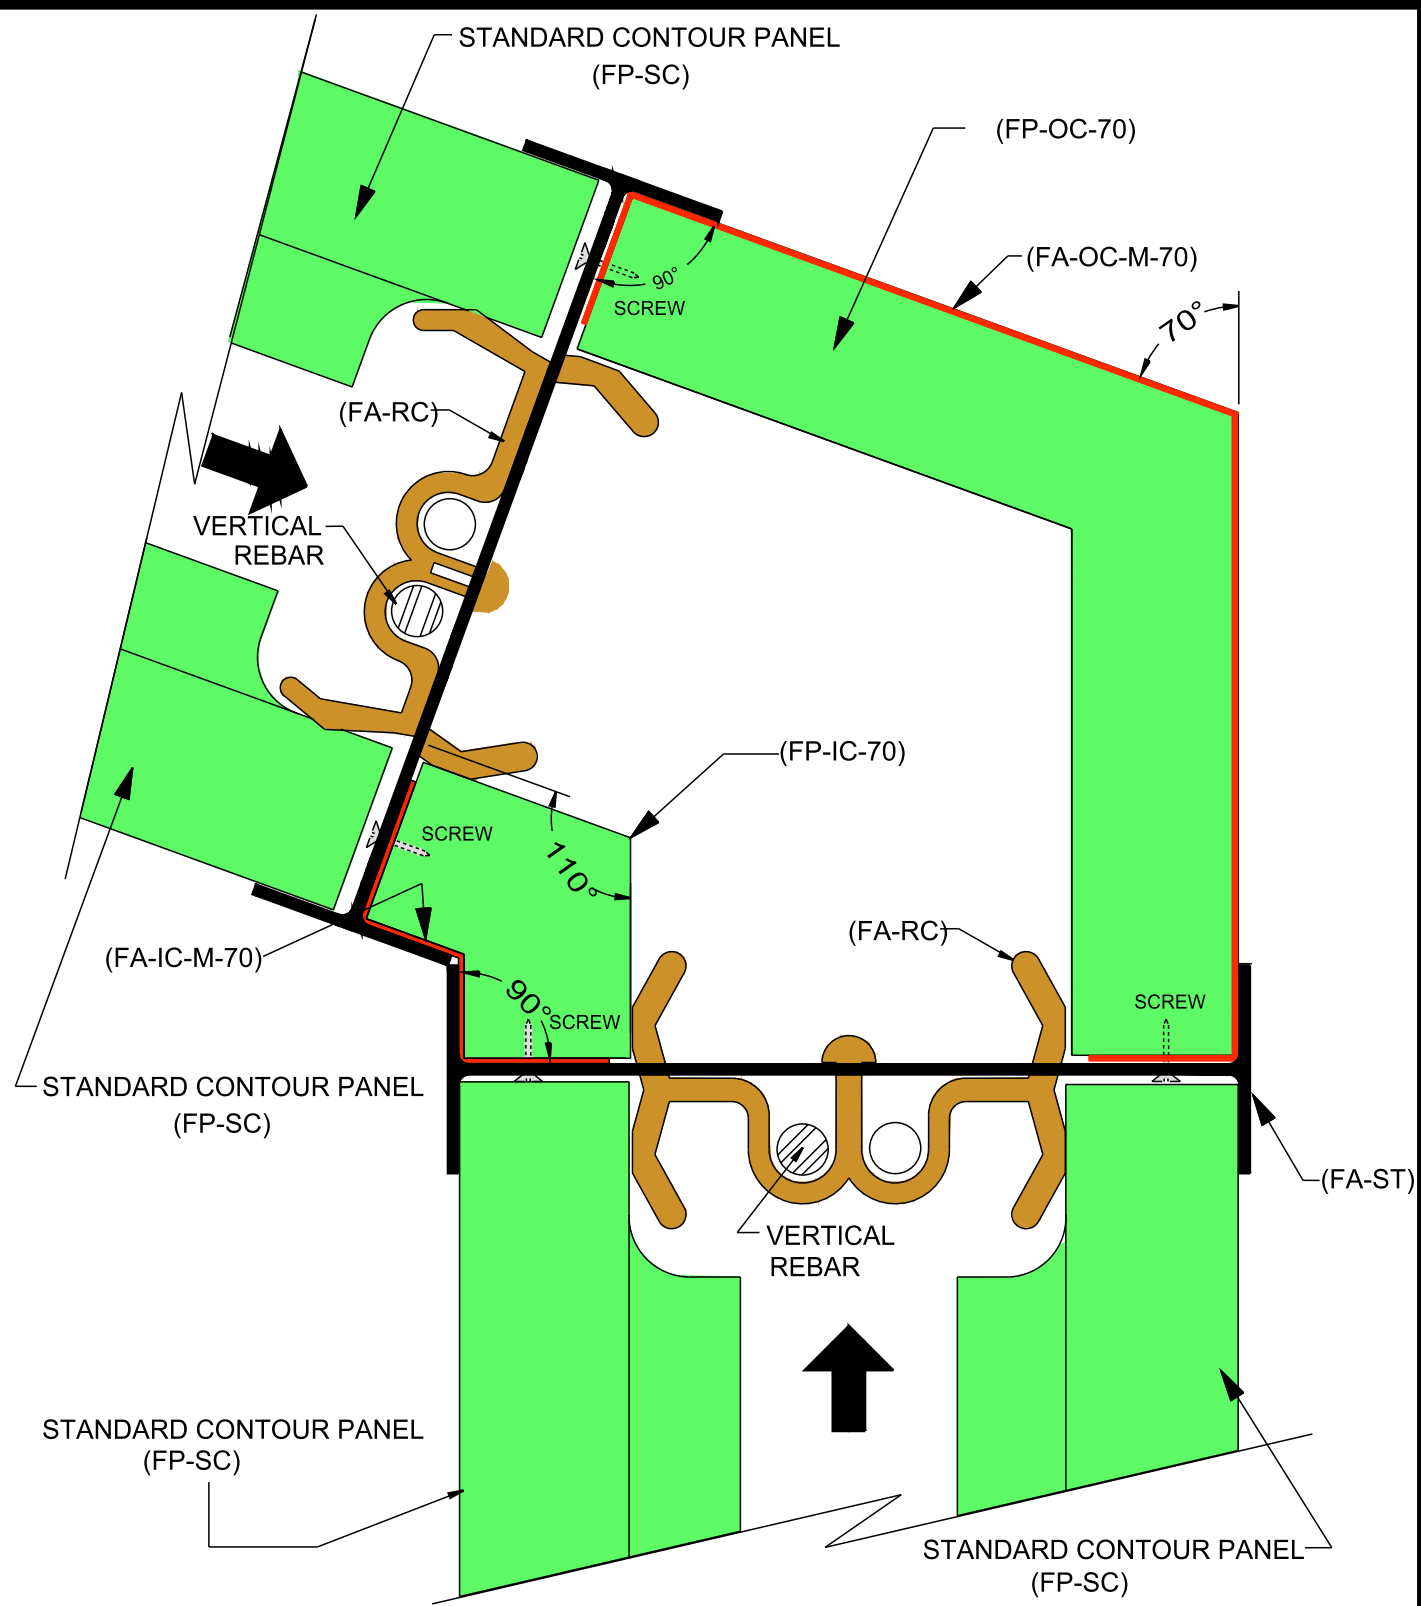 STANDARD CONTOUR PANEL
(FP-SC)
(FP-OC-70)
(FA-OC-M-70)
90°
SCREW
70°
(FA-RC)
VERTICAL
REBAR
(FP-IC-70)
SCREW
110°
(FA-RC)
(FA-IC-M-70)
90°
SCREW
SCREW
STANDARD CONTOUR PANEL
(FP-SC)
(FA-ST)
VERTICAL
REBAR
STANDARD CONTOUR PANEL
(FP-SC)
STANDARD CONTOUR PANEL
(FP-SC)